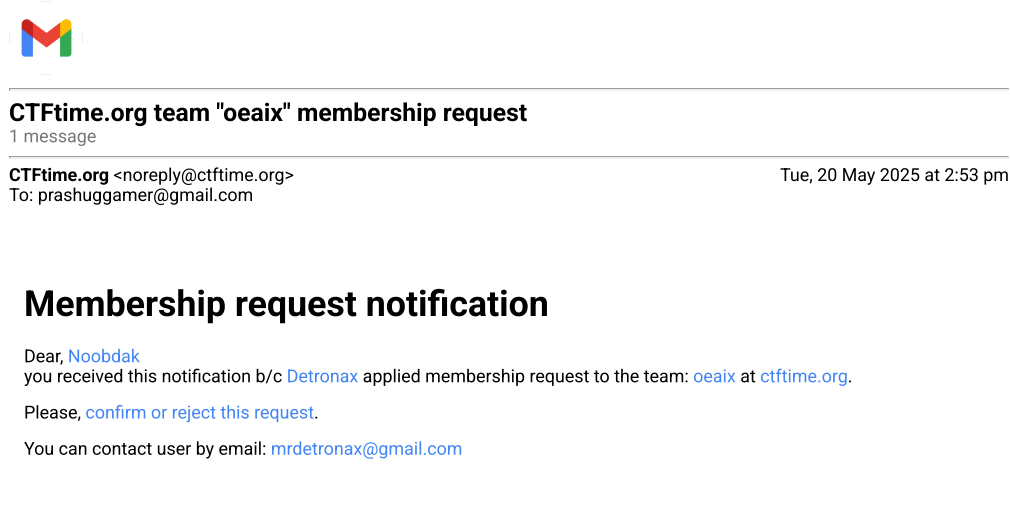 CTFtime.org team "oeaix" membership request
1 message
CTFtime.org <noreply@ctftime.org> Tue, 20 May 2025 at 2:53 pm
To: prashuggamer@gmail.com
Membership request notification
Dear, Noobdak
you received this notification b/c Detronax applied membership request to the team: oeaix at ctftime.org.
Please, confirm or reject this request.
You can contact user by email: mrdetronax@gmail.com